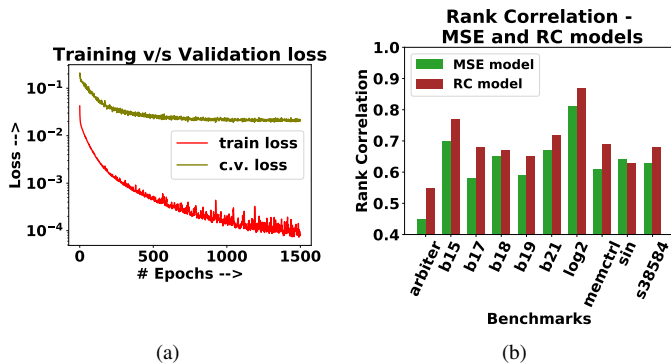 Training v/s Validation loss
10⁻¹
10⁻²
10⁻³
10⁻⁴
Loss -->
train loss
c.v. loss
0 500 1000 1500
# Epochs -->
(a)
Rank Correlation -
MSE and RC models
1.0
0.9
0.8
0.7
0.6
0.5
0.4
Rank Correlation
MSE model
RC model
arbiter b15 b17 b18 b19 b21 log2 memctrl sin s38584
Benchmarks
(b)